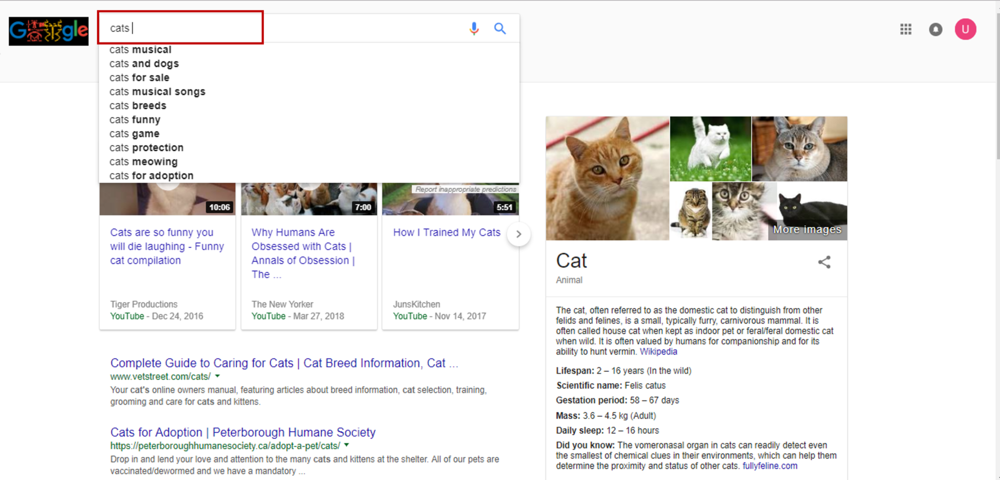 Google
cats
U
cats musical
cats and dogs
cats for sale
cats musical songs
cats breeds
cats funny
cats game
cats protection
cats meowing
cats for adoption
Report inappropriate predictions
10:06
7:00
5:51
Cats are so funny you
will die laughing - Funny
cat compilation
Tiger Productions
YouTube - Dec 24, 2016
Why Humans Are
Obsessed with Cats |
Annals of Obsession |
The ...
The New Yorker
YouTube - Mar 27, 2018
How I Trained My Cats
JunsKitchen
YouTube - Nov 14, 2017
Complete Guide to Caring for Cats | Cat Breed Information, Cat ...
www.vetstreet.com/cats/
Your cat's online owners manual, featuring articles about breed information, cat selection, training,
grooming and care for cats and kittens.
Cats for Adoption | Peterborough Humane Society
https://peterboroughhumanesociety.ca/adopt-a-pet/cats/
Drop in and lend your love and attention to the many cats and kittens at the shelter. All of our pets are
vaccinated/dewormed and we have a mandatory ...
More images
Cat
Animal
The cat, often referred to as the domestic cat to distinguish from other
felids and felines, is a small, typically furry, carnivorous mammal. It is
often called house cat when kept as indoor pet or feral/feral domestic cat
when wild. It is often valued by humans for companionship and for its
ability to hunt vermin. Wikipedia
Lifespan: 2 – 16 years (In the wild)
Scientific name: Felis catus
Gestation period: 58 – 67 days
Mass: 3.6 – 4.5 kg (Adult)
Daily sleep: 12 – 16 hours
Did you know: The vomeronasal organ in cats can readily detect even
the smallest of chemical clues in their environments, which can help them
determine the proximity and status of other cats. fullyfeline.com